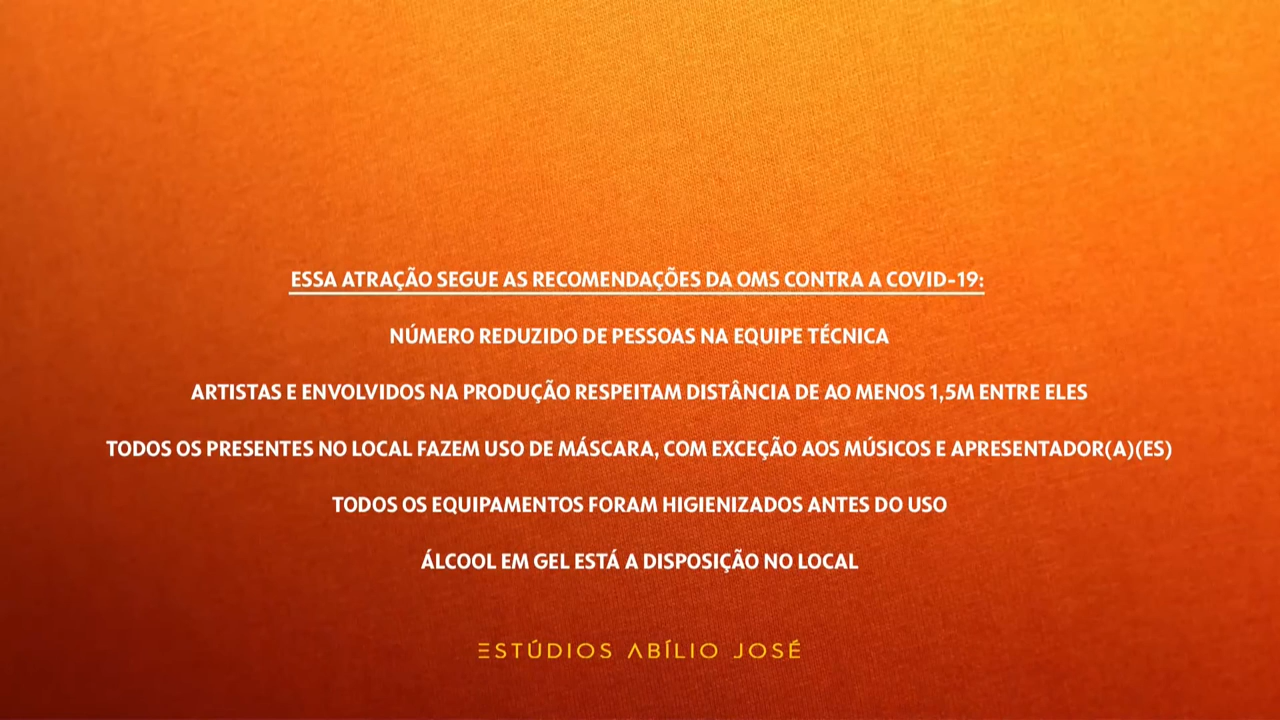 ESSA ATRAÇÃO SEGUE AS RECOMENDAÇÕES DA OMS CONTRA A COVID-19:
NÚMERO REDUZIDO DE PESSOAS NA EQUIPE TÉCNICA
ARTISTAS E ENVOLVIDOS NA PRODUÇÃO RESPEITAM DISTÂNCIA DE AO MENOS 1,5M ENTRE ELES
TODOS OS PRESENTES NO LOCAL FAZEM USO DE MÁSCARA, COM EXCEÇÃO AOS MÚSICOS E APRESENTADOR(A)(ES)
TODOS OS EQUIPAMENTOS FORAM HIGIENIZADOS ANTES DO USO
ÁLCOOL EM GEL ESTÁ A DISPOSIÇÃO NO LOCAL
ESTÚDIOS ABÍLIO JOSÉ